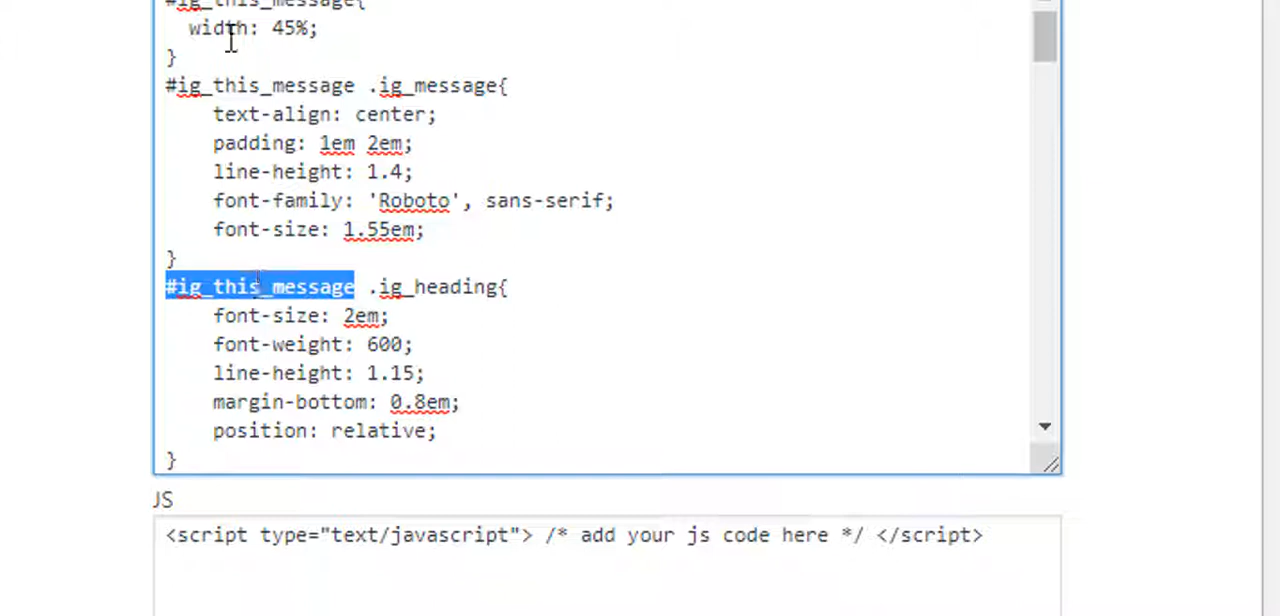 #ig_this_message{
width: 45%;
}
#ig_this_message .ig_message{
text-align: center;
padding: 1em 2em;
line-height: 1.4;
font-family: 'Roboto', sans-serif;
font-size: 1.55em;
}
#ig_this_message .ig_heading{
font-size: 2em;
font-weight: 600;
line-height: 1.15;
margin-bottom: 0.8em;
position: relative;
}
JS
<script type="text/javascript"> /* add your js code here */ </script>